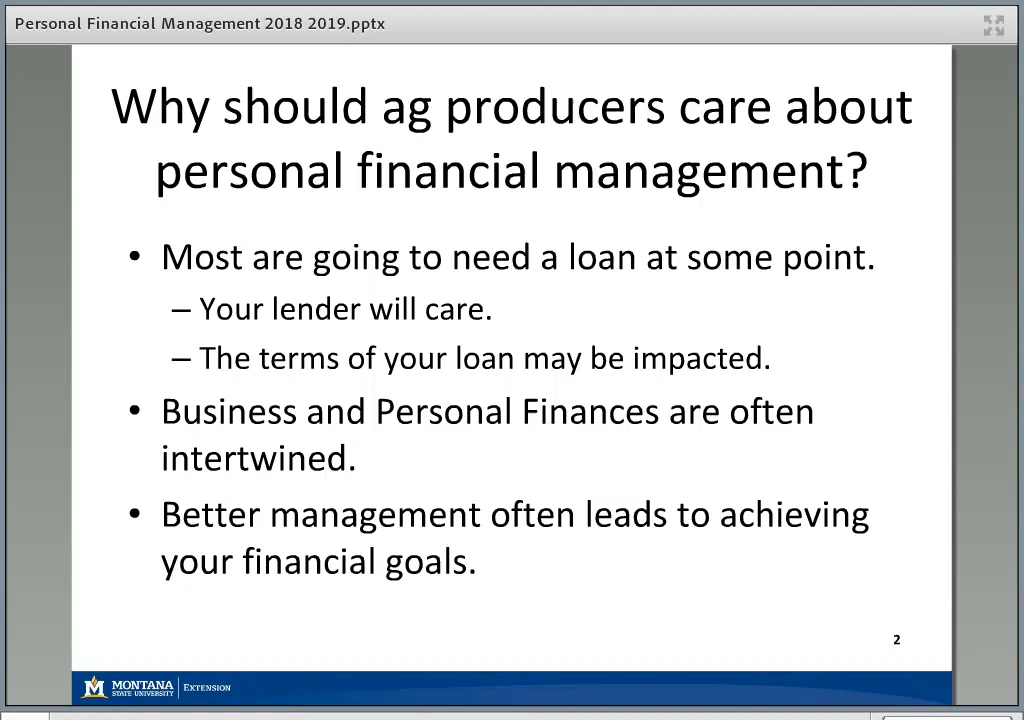 Personal Financial Management 2018 2019.pptx
Why should ag producers care about
personal financial management?
• Most are going to need a loan at some point.
– Your lender will care.
– The terms of your loan may be impacted.
• Business and Personal Finances are often
intertwined.
• Better management often leads to achieving
your financial goals.
2
MONTANA
STATE UNIVERSITY
EXTENSION